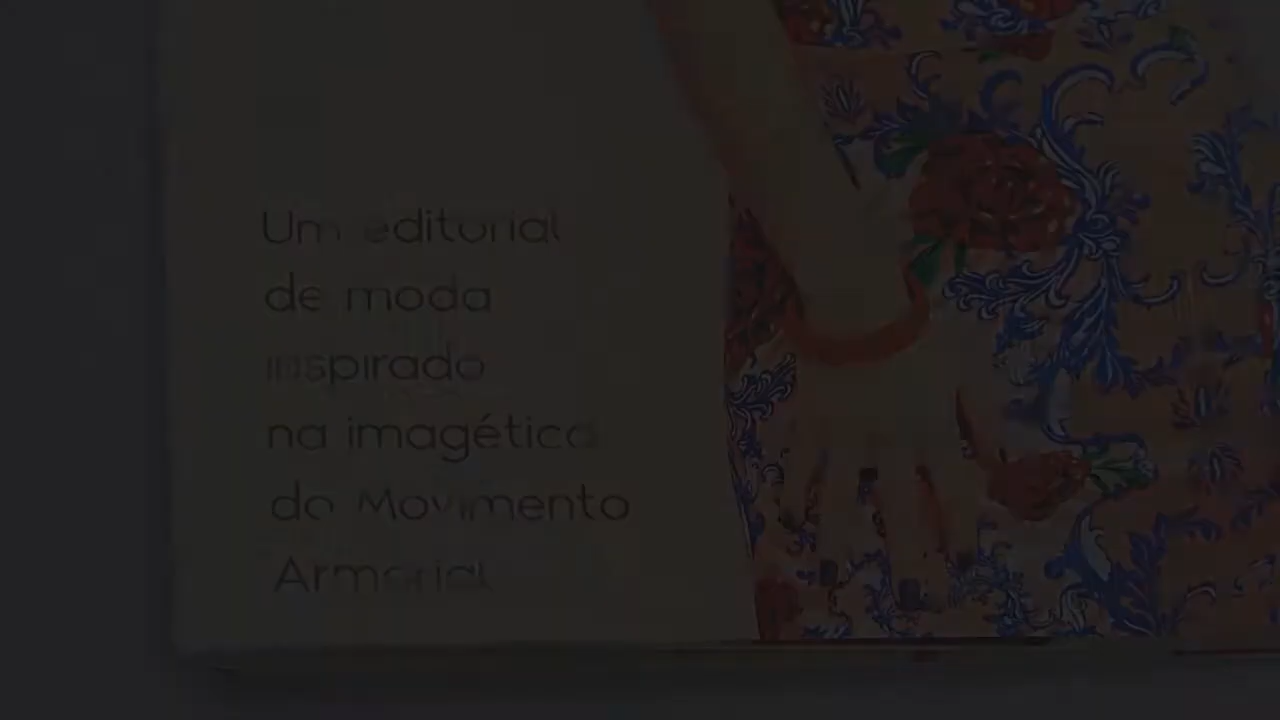 Um editorial
de moda
inspirado
na imagética
do Movimento
Armorial